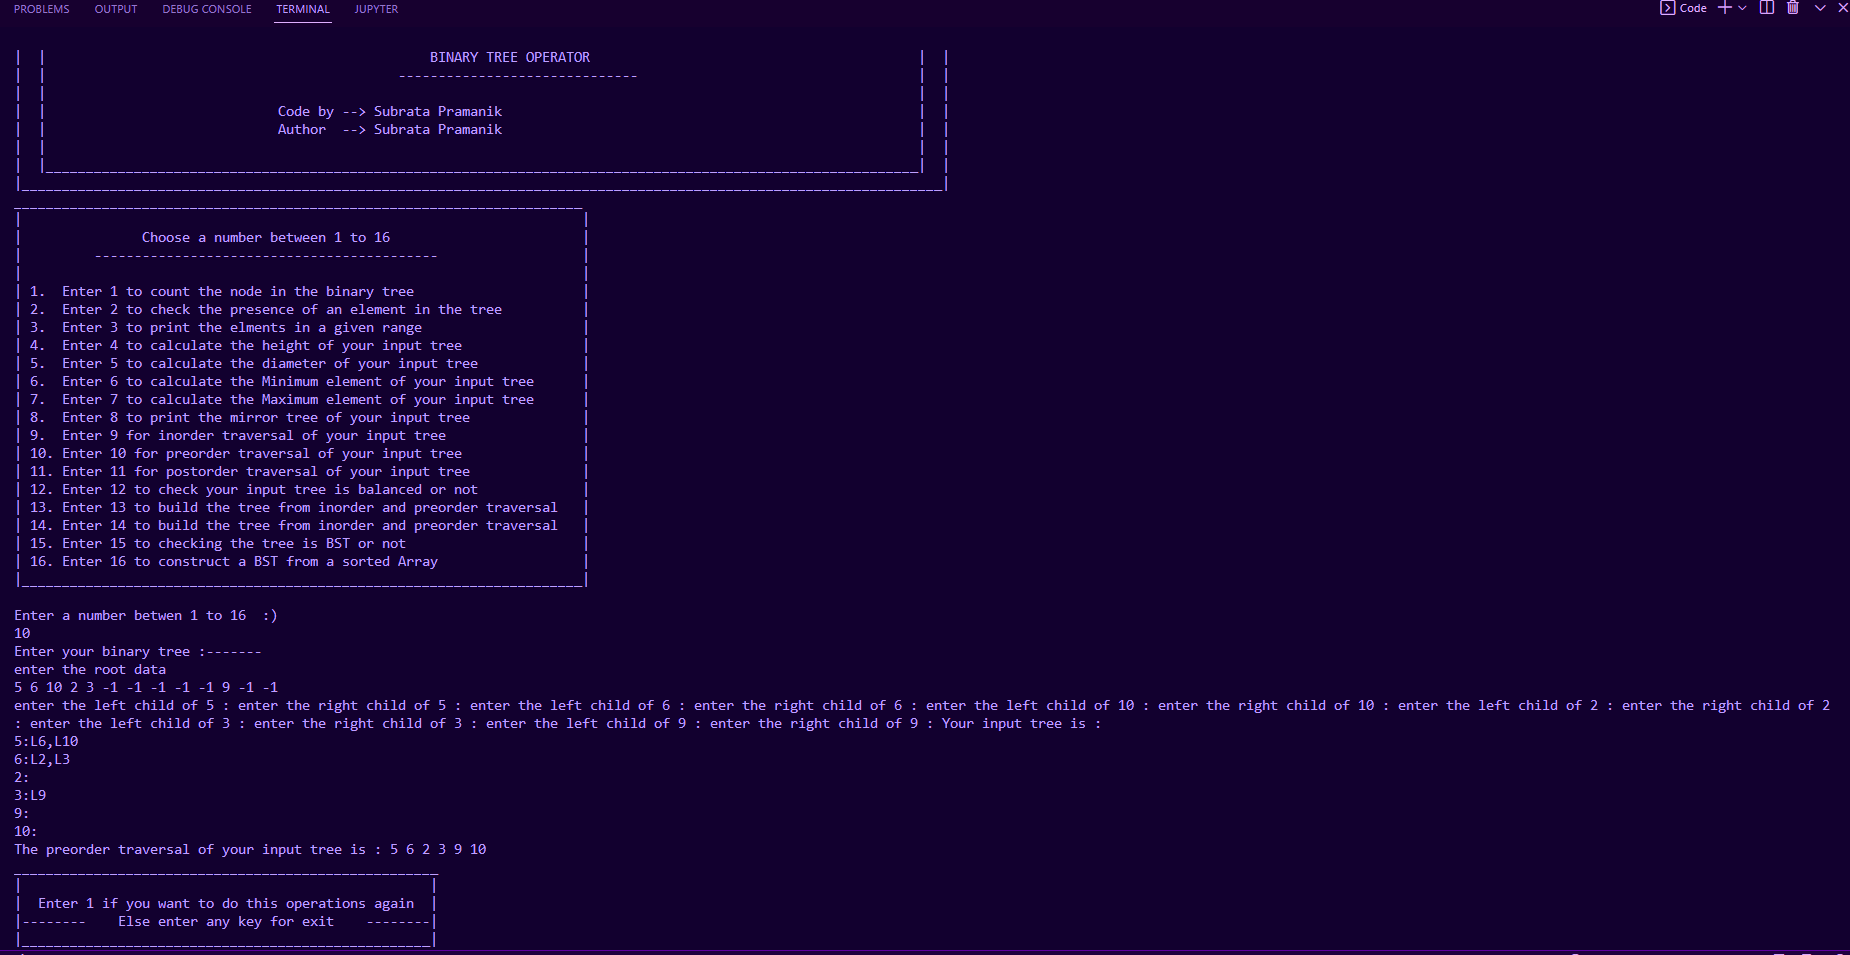 PROBLEMS OUTPUT DEBUG CONSOLE TERMINAL JUPYTER Code
BINARY TREE OPERATOR
-----------------------------
Code by --> Subrata Pramanik
Author --> Subrata Pramanik
Choose a number between 1 to 16
-------------------------------------------
1. Enter 1 to count the node in the binary tree
2. Enter 2 to check the presence of an element in the tree
3. Enter 3 to print the elments in a given range
4. Enter 4 to calculate the height of your input tree
5. Enter 5 to calculate the diameter of your input tree
6. Enter 6 to calculate the Minimum element of your input tree
7. Enter 7 to calculate the Maximum element of your input tree
8. Enter 8 to print the mirror tree of your input tree
9. Enter 9 for inorder traversal of your input tree
10. Enter 10 for preorder traversal of your input tree
11. Enter 11 for postorder traversal of your input tree
12. Enter 12 to check your input tree is balanced or not
13. Enter 13 to build the tree from inorder and preorder traversal
14. Enter 14 to build the tree from inorder and preorder traversal
15. Enter 15 to checking the tree is BST or not
16. Enter 16 to construct a BST from a sorted Array
Enter a number betwen 1 to 16 :)
10
Enter your binary tree :-------
enter the root data
5 6 10 2 3 -1 -1 -1 -1 -1 9 -1 -1
enter the left child of 5 : enter the right child of 5 : enter the left child of 6 : enter the right child of 6 : enter the left child of 10 : enter the right child of 10 : enter the left child of 2 : enter the right child of 2
: enter the left child of 3 : enter the right child of 3 : enter the left child of 9 : enter the right child of 9 : Your input tree is :
5:L6,L10
6:L2,L3
2:
3:L9
9:
10:
The preorder traversal of your input tree is : 5 6 2 3 9 10
Enter 1 if you want to do this operations again
|-------- Else enter any key for exit --------|